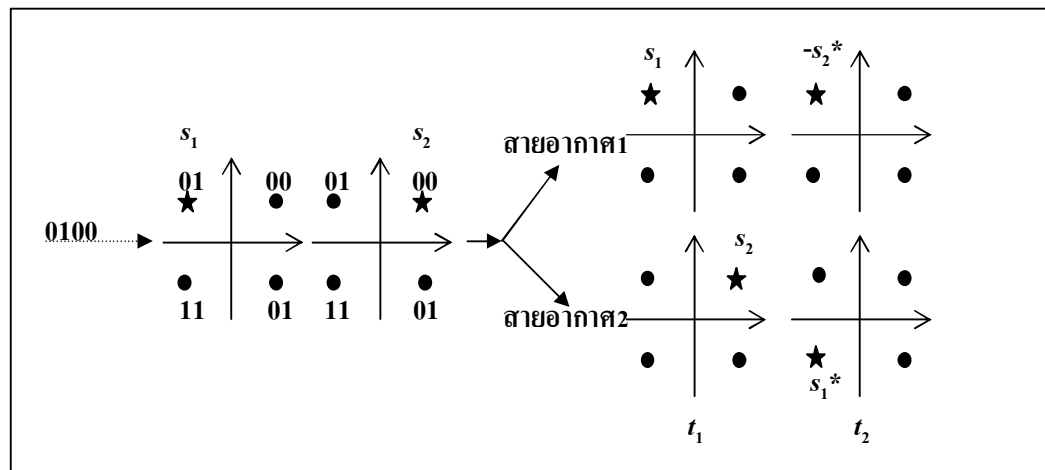 s1 -s2*
s1 s2
สายอากาศ1
01 00 01 00
0100
s2
11 01 11 01
สายอากาศ2
s1*
t1 t2